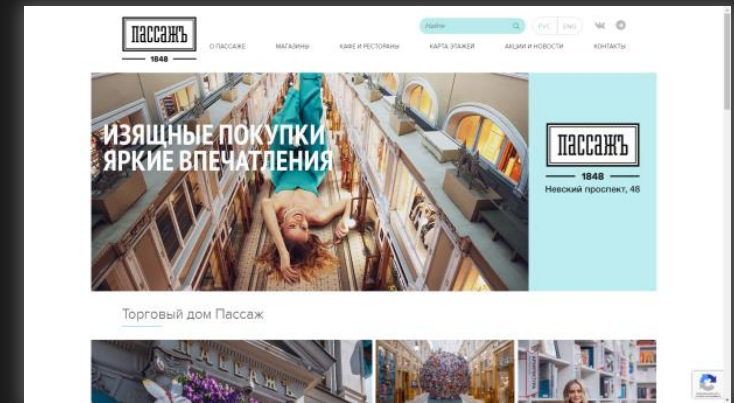 ПассажЪ
1848
Найти
РУС
ENG
О ПАССАЖЕ
МАГАЗИНЫ
КАФЕ И РЕСТОРАНЫ
КАРТА ЭТАЖЕЙ
АКЦИИ И НОВОСТИ
КОНТАКТЫ
ИЗЯЩНЫЕ ПОКУПКИ
ЯРКИЕ ВПЕЧАТЛЕНИЯ
ПассажЪ
1848
Невский проспект, 48
Торговый дом Пассаж
ПАССАЖЪ